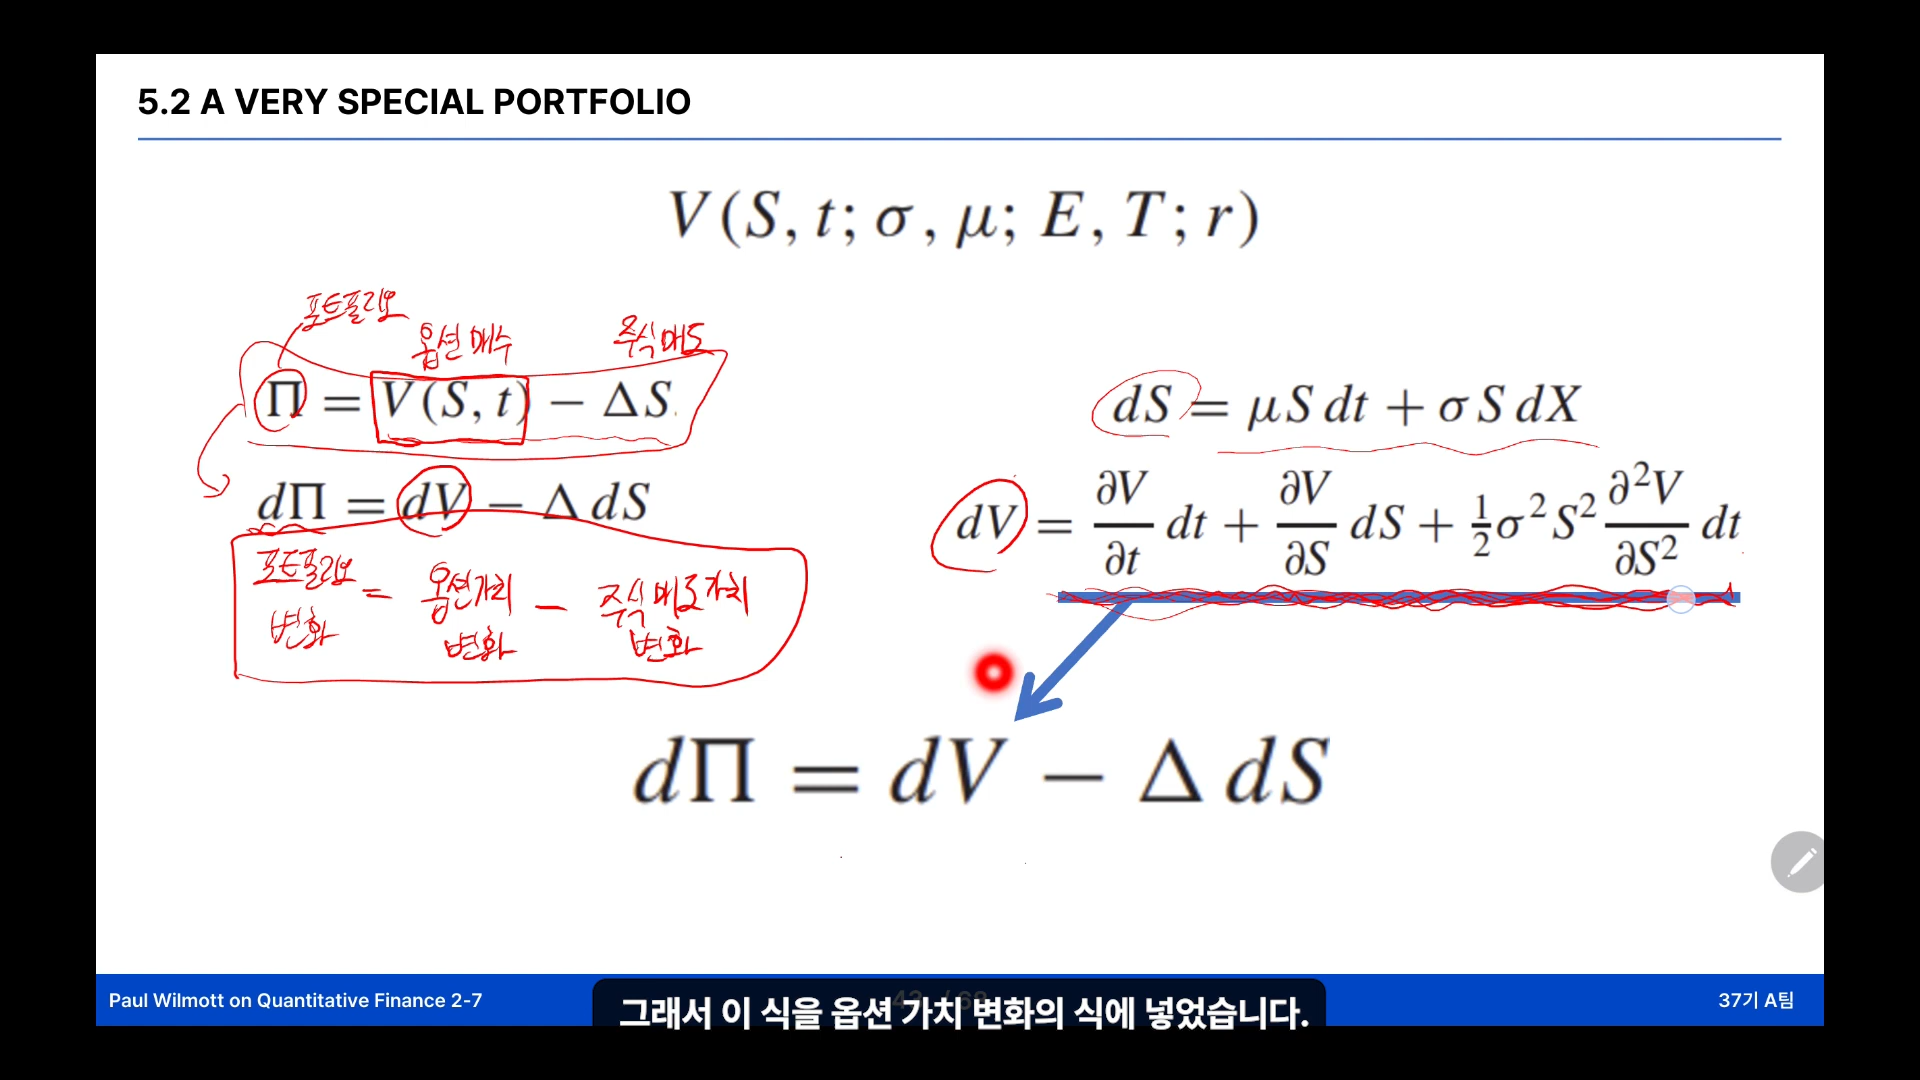 5.2 A VERY SPECIAL PORTFOLIO
V(S, t; σ, μ; E, T; r)
포트폴리오
옵션 매수 주식매도
Π = V(S, t) − ΔS.
dΠ = dV − Δ dS
포트폴리오 변화 = 옵션가치 변화 − 주식매도가치 변화
dS = μS dt + σS dX
dV = ∂V/∂t dt + ∂V/∂S dS + ½σ²S² ∂²V/∂S² dt
dΠ = dV − Δ dS
Paul Wilmott on Quantitative Finance 2-7
그래서 이 식을 옵션 가치 변화의 식에 넣었습니다.
37기 A팀